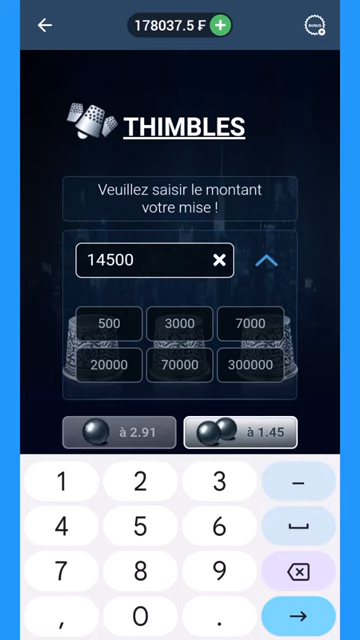 178037.5 ₣
BONUS
THIMBLES
Veuillez saisir le montant
votre mise !
14500
500 3000 7000
20000 70000 300000
à 2.91 à 1.45
1 2 3 –
4 5 6
7 8 9
, 0 .